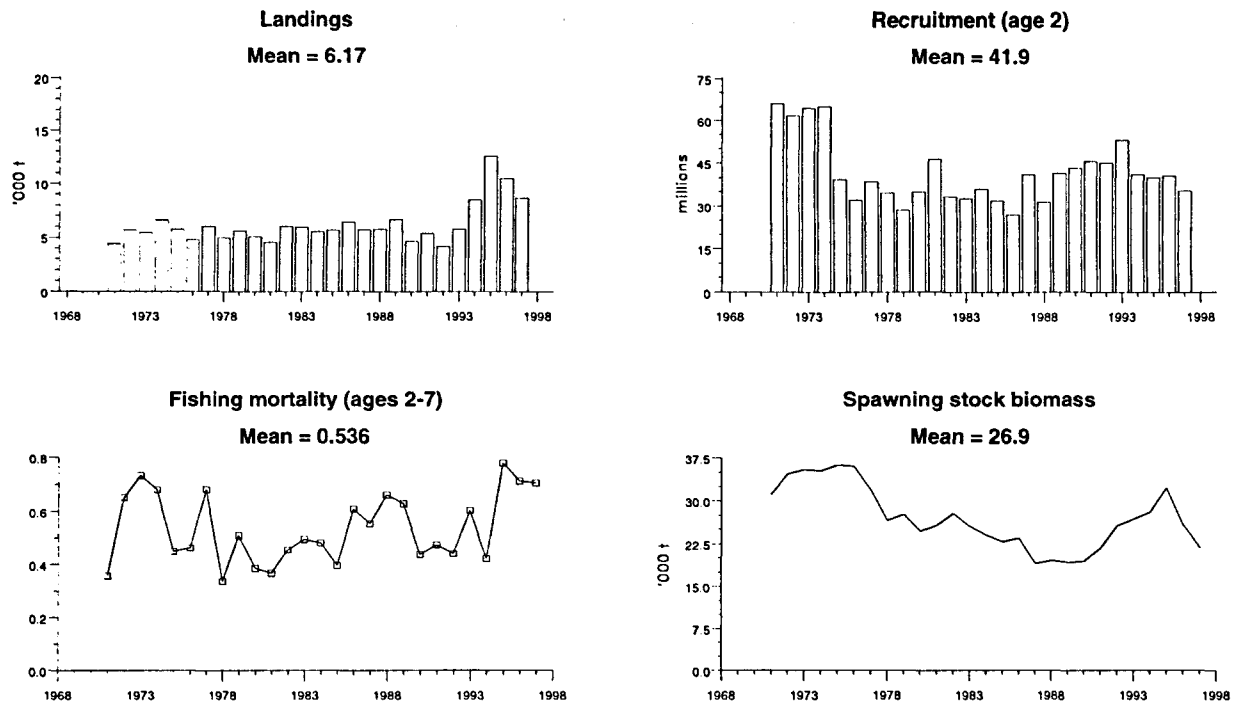 Landings
Mean = 6.17
20
15
10
5
0
'000 t
1968 1973 1978 1983 1988 1993 1998
Recruitment (age 2)
Mean = 41.9
75
60
45
30
15
0
millions
1968 1973 1978 1983 1988 1993 1998
Fishing mortality (ages 2-7)
Mean = 0.536
0.8
0.6
0.4
0.2
0.0
1968 1973 1978 1983 1988 1993 1998
Spawning stock biomass
Mean = 26.9
37.5
30.0
22.5
15.0
7.5
0.0
'000 t
1968 1973 1978 1983 1988 1993 1998